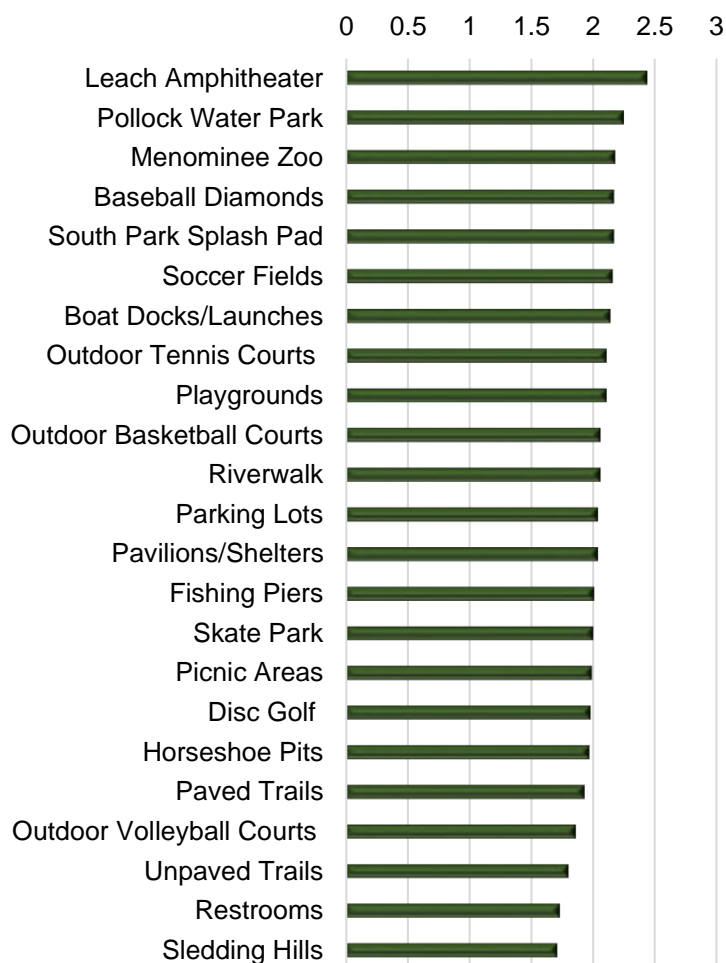 0 0.5 1 1.5 2 2.5 3
Leach Amphitheater
Pollock Water Park
Menominee Zoo
Baseball Diamonds
South Park Splash Pad
Soccer Fields
Boat Docks/Launches
Outdoor Tennis Courts
Playgrounds
Outdoor Basketball Courts
Riverwalk
Parking Lots
Pavilions/Shelters
Fishing Piers
Skate Park
Picnic Areas
Disc Golf
Horseshoe Pits
Paved Trails
Outdoor Volleyball Courts
Unpaved Trails
Restrooms
Sledding Hills